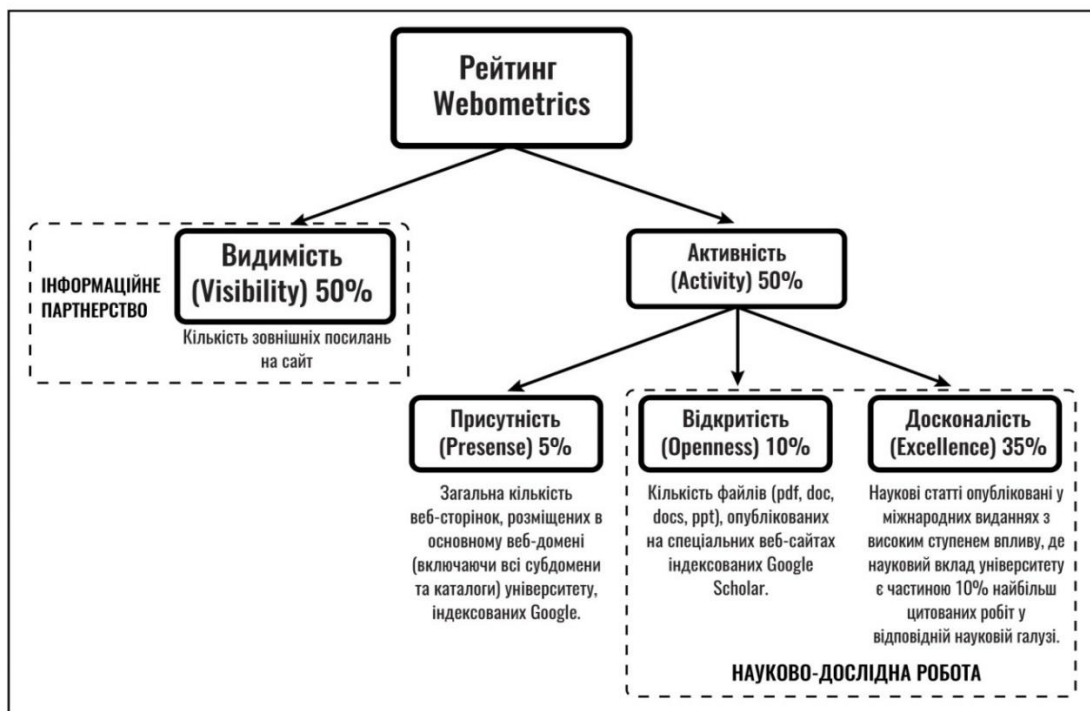 Рейтинг
Webometrics
ІНФОРМАЦІЙНЕ
ПАРТНЕРСТВО
Видимість
(Visibility) 50%
Кількість зовнішніх посилань
на сайт
Активність
(Activity) 50%
Присутність
(Presense) 5%
Загальна кількість
веб-сторінок, розміщених в
основному веб-домені
(включаючи всі субдомени
та каталоги) університету,
індексованих Google.
Відкритість
(Openness) 10%
Кількість файлів (pdf, doc,
docs, ppt), опублікованих
на спеціальних веб-сайтах
індексованих Google
Scholar.
Досконалість
(Excellence) 35%
Наукові статті опубліковані у
міжнародних виданнях з
високим ступенем впливу, де
науковий вклад університету
є частиною 10% найбільш
цитованих робіт у
відповідній науковій галузі.
НАУКОВО-ДОСЛІДНА РОБОТА